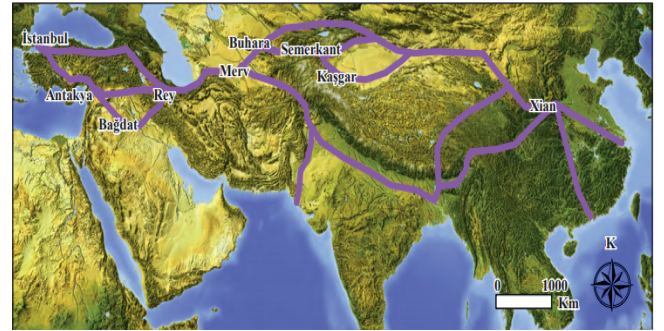 İstanbul
Buhara
Semerkant
Kaşgar
Merv
Antakya
Rey
Bağdat
Xian
K
0 1000
Km